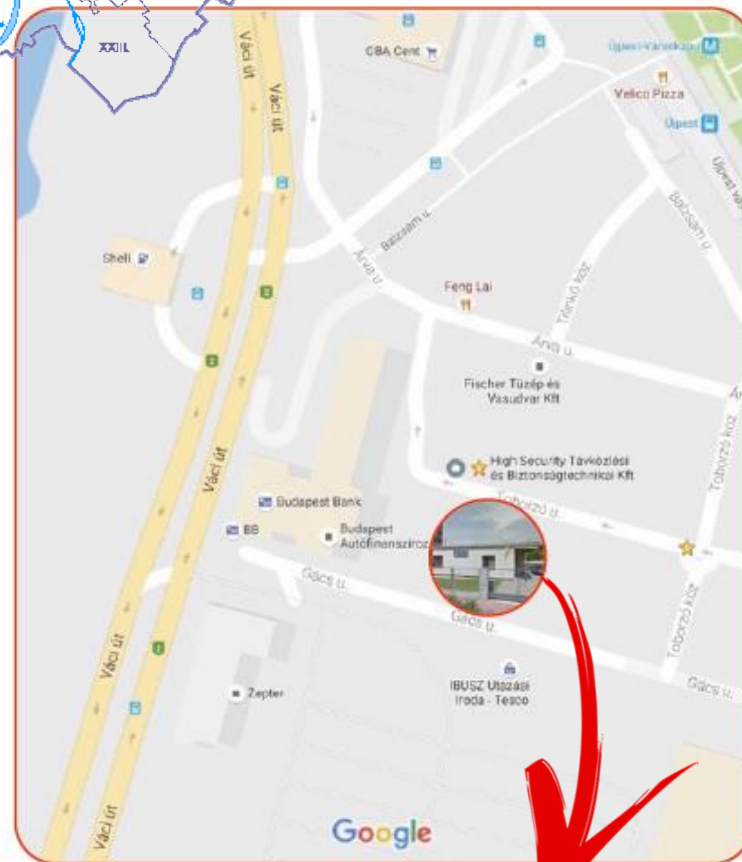 XXIII.
Váci út
Váci út
CBA Cent
Újpest-Városkapu
M
Velico Pizza
Újpest
Balzsam u.
Balzsam u.
Shell
Árva u.
Feng Lai
Tőnkő köz
Árva u.
Fischer Tüzép és
Vasudvar Kft
Toborzó köz
High Security Távközlési
és Biztonságtechnikai Kft
Toborzó u.
Váci út
Budapest Bank
BB
Budapest
Autófinanszíroz
Gács u.
Gács u.
Toborzó köz
Váci út
IBUSZ Utazási
Iroda - Tesco
Gács u.
Zepter
Váci út
Google